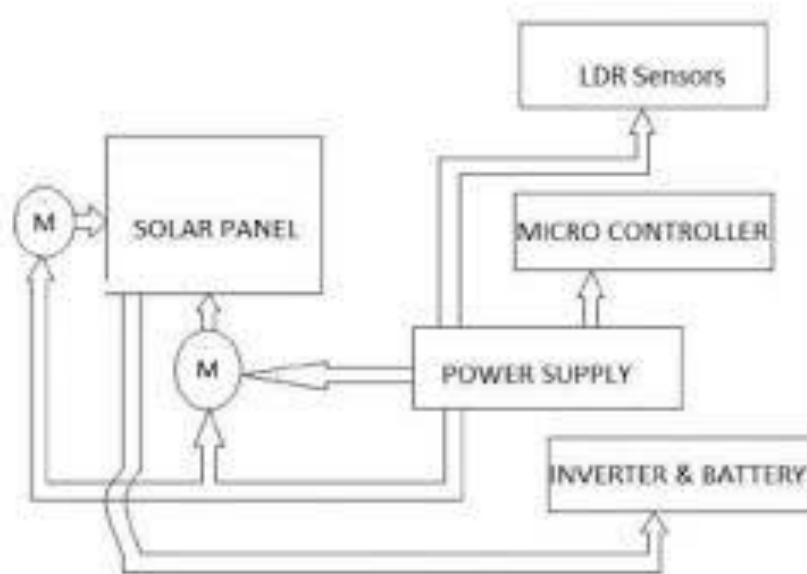 LDR Sensors
M
SOLAR PANEL
MICRO CONTROLLER
M
POWER SUPPLY
INVERTER & BATTERY